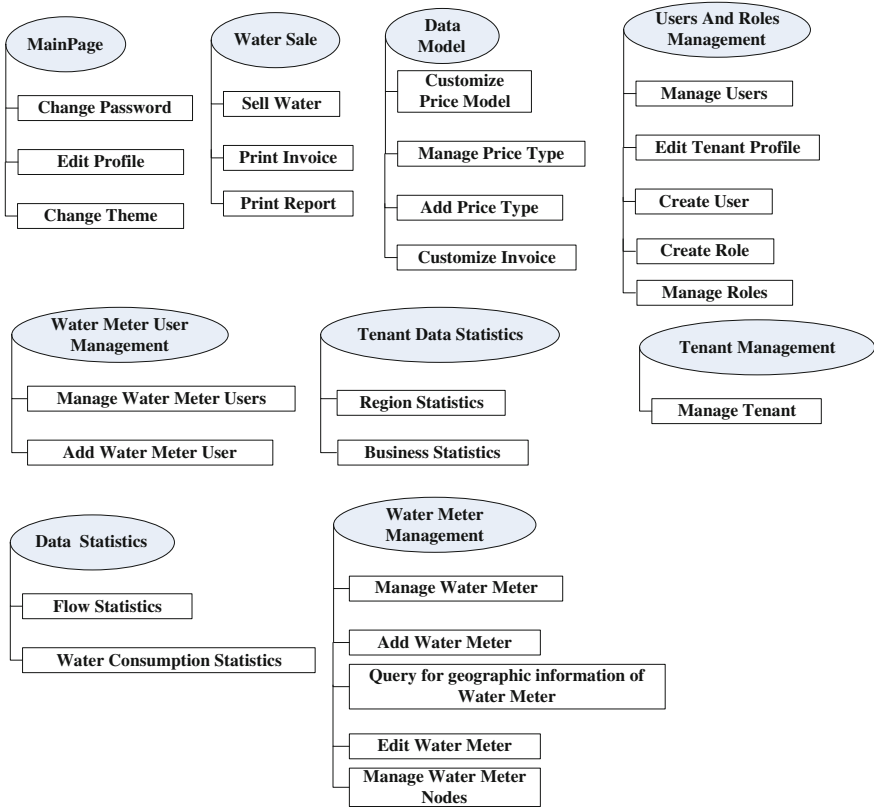 MainPage
Change Password
Edit Profile
Change Theme
Water Sale
Sell Water
Print Invoice
Print Report
Data
Model
Customize
Price Model
Manage Price Type
Add Price Type
Customize Invoice
Users And Roles
Management
Manage Users
Edit Tenant Profile
Create User
Create Role
Manage Roles
Water Meter User
Management
Manage Water Meter Users
Add Water Meter User
Tenant Data Statistics
Region Statistics
Business Statistics
Tenant Management
Manage Tenant
Data Statistics
Flow Statistics
Water Consumption Statistics
Water Meter
Management
Manage Water Meter
Add Water Meter
Query for geographic information of
Water Meter
Edit Water Meter
Manage Water Meter
Nodes